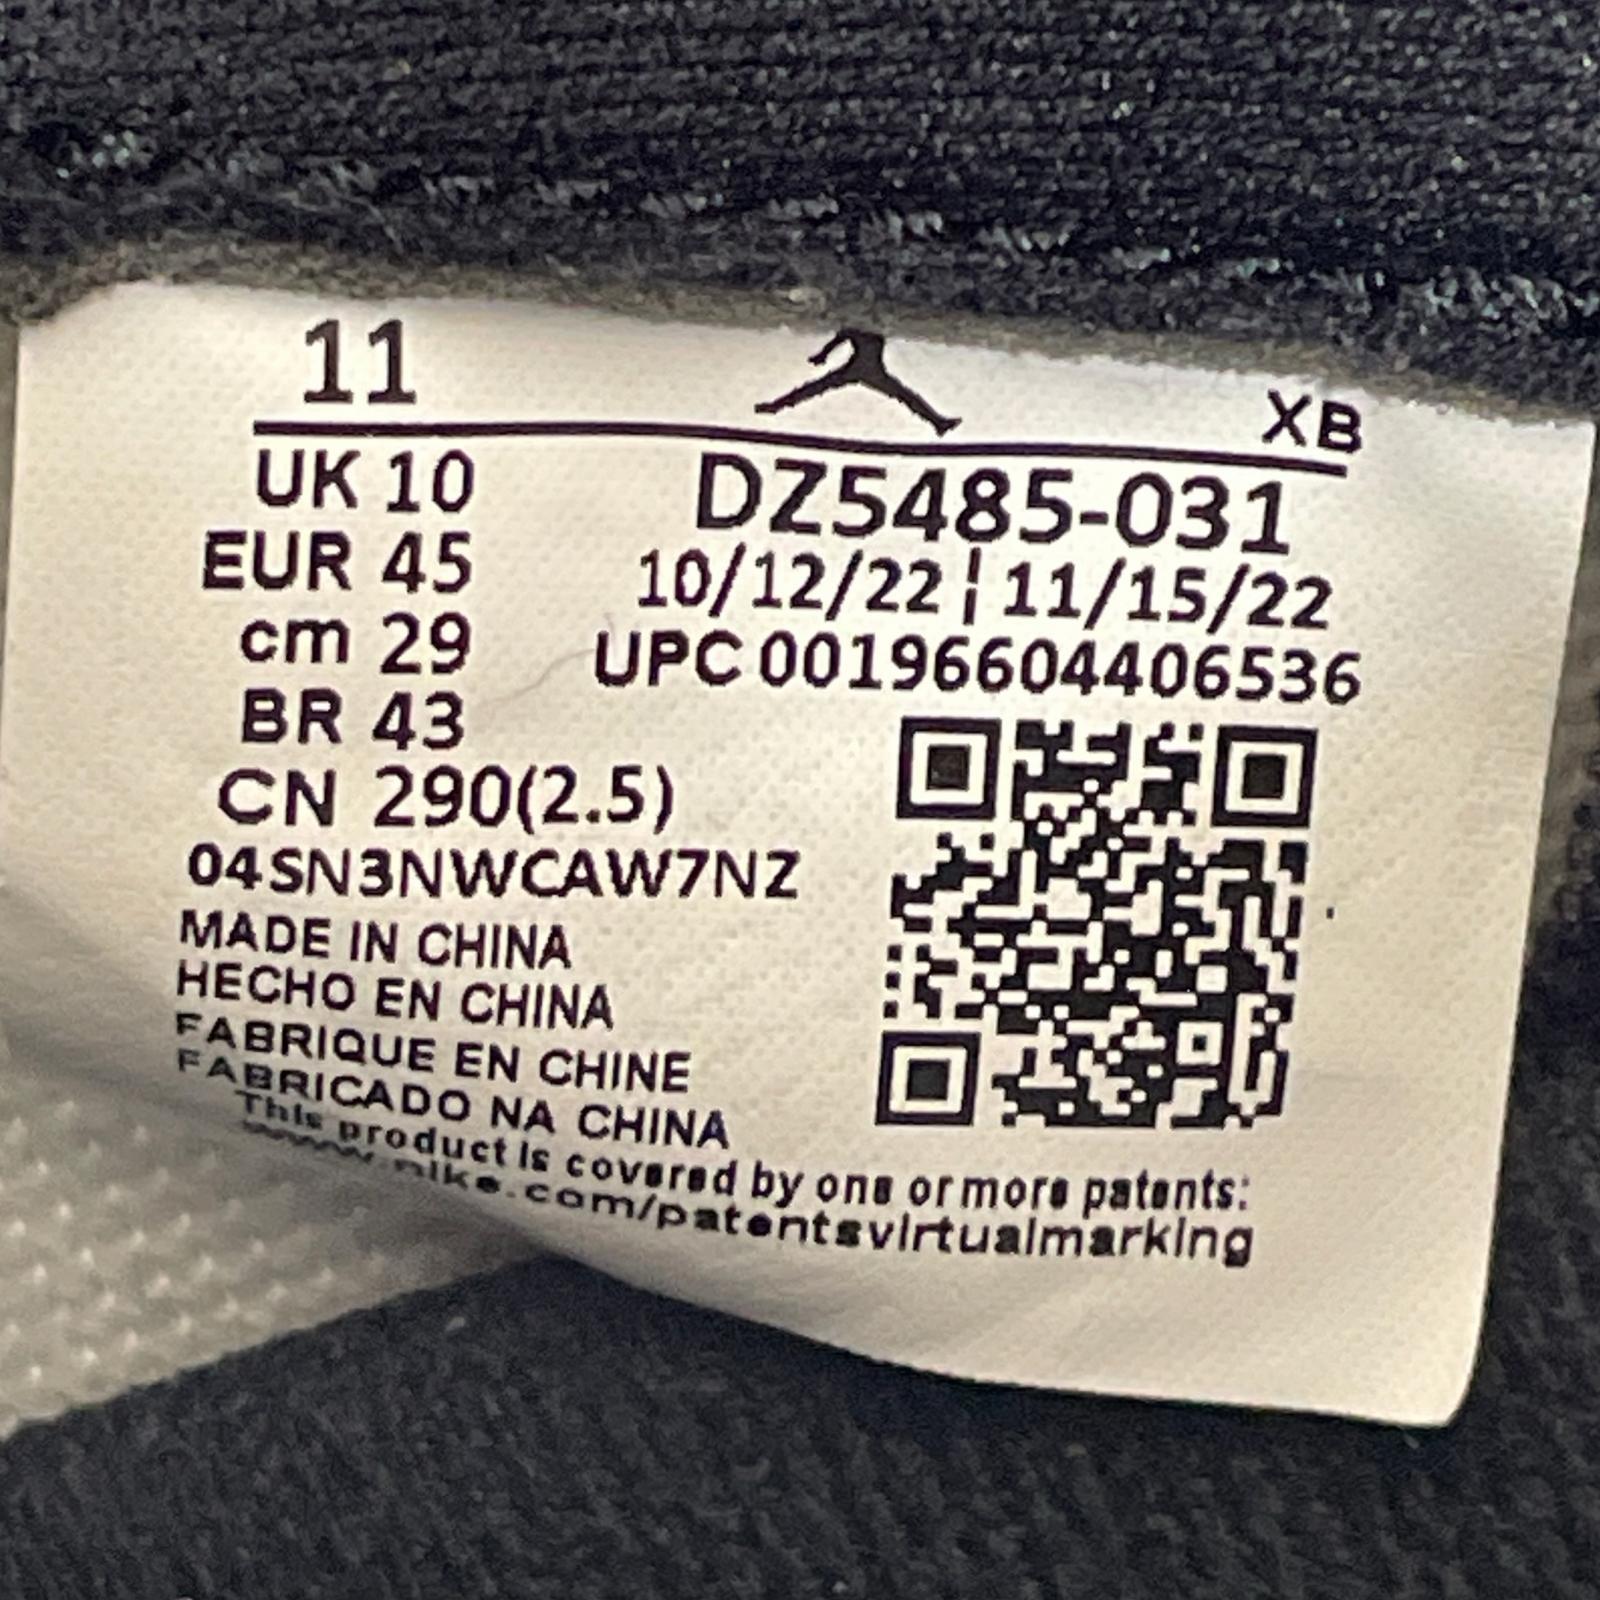 11
XB
UK 10
EUR 45
cm 29
BR 43
CN 290(2.5)
DZ5485-031
10/12/22 ¦ 11/15/22
UPC 00196604406536
04SN3NWCAW7NZ
MADE IN CHINA
HECHO EN CHINA
FABRIQUE EN CHINE
FABRICADO NA CHINA
This product is covered by one or more patents:
www.nike.com/patentsvirtualmarking